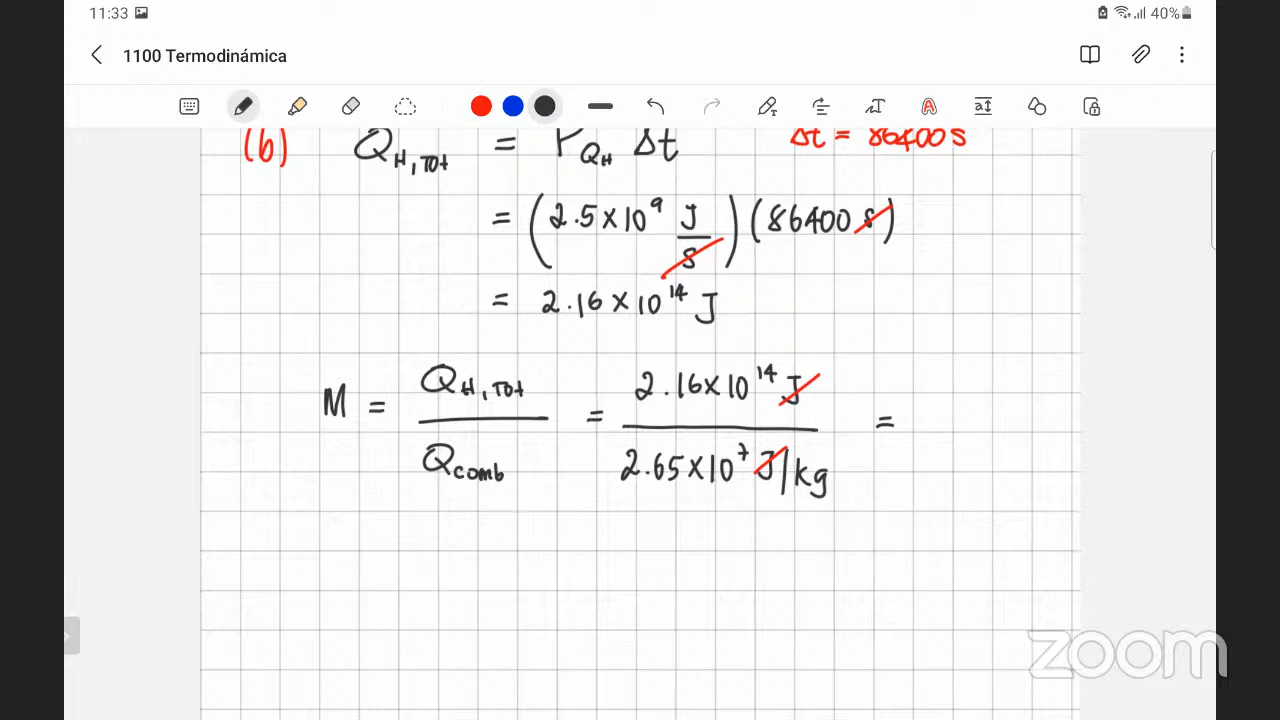 11:33 40%
1100 Termodinámica
(b) Q_H,Tot = P_QH Δt Δt = 86400 s
= (2.5 × 10^9 J/s) (86400 s)
= 2.16 × 10^14 J
M = Q_H,Tot / Q_comb = 2.16 × 10^14 J / 2.65 × 10^7 J/kg =
zoom